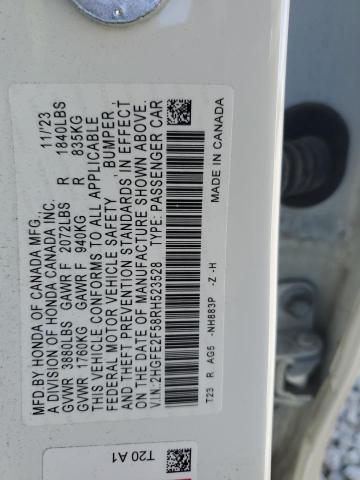 MFD BY HONDA OF CANADA MFG., 11/'23
A DIVISION OF HONDA CANADA INC.
GVWR 3880LBS GAWR F 2072LBS R 1840LBS
GVWR 1760KG GAWR F 940KG R 835KG
THIS VEHICLE CONFORMS TO ALL APPLICABLE
FEDERAL MOTOR VEHICLE SAFETY, BUMPER,
AND THEFT PREVENTION STANDARDS IN EFFECT
ON THE DATE OF MANUFACTURE SHOWN ABOVE.
V.I.N: 2HGFE2F58RH523528 TYPE: PASSENGER CAR
MADE IN CANADA
T23 R AG5 -NH883P -Z -H
T20 A1